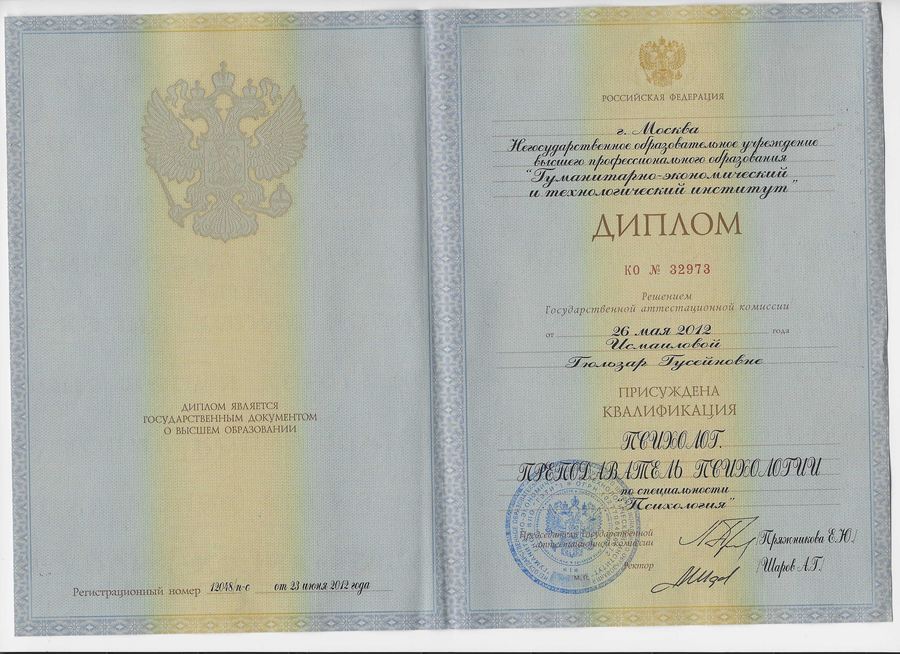 ДИПЛОМ ЯВЛЯЕТСЯ
ГОСУДАРСТВЕННЫМ ДОКУМЕНТОМ
О ВЫСШЕМ ОБРАЗОВАНИИ
Регистрационный номер 12048 п-с от 23 июня 2012 года
РОССИЙСКАЯ ФЕДЕРАЦИЯ
г. Москва
Негосударственное образовательное учреждение
высшего профессионального образования
"Гуманитарно-экономический
и технологический институт"
ДИПЛОМ
КО № 32973
Решением
Государственной аттестационной комиссии
от 26 мая 2012 года
Исмаиловой
Гюльзар Гусейновне
ПРИСУЖДЕНА
КВАЛИФИКАЦИЯ
ПСИХОЛОГ.
ПРЕПОДАВАТЕЛЬ ПСИХОЛОГИИ
по специальности
"Психология"
Председатель Государственной
аттестационной комиссии
/Пряжникова Е.Ю./
Ректор
/Шаров А.Г./
М.П.